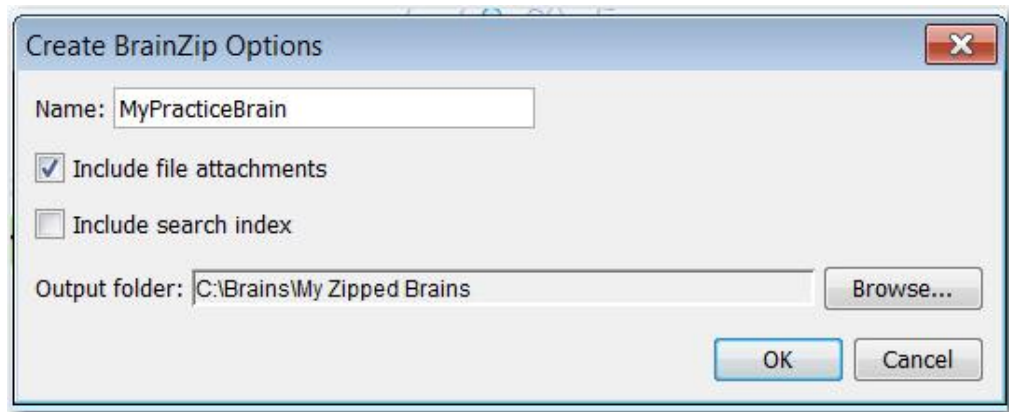 Create BrainZip Options
Name: MyPracticeBrain
Include file attachments
Include search index
Output folder: C:\Brains\My Zipped Brains Browse...
OK Cancel